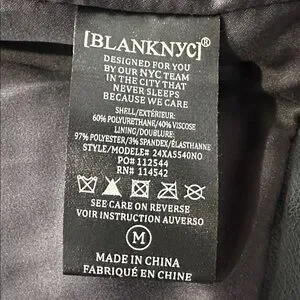 [BLANKNYC]®
DESIGNED FOR YOU
BY OUR NYC TEAM
IN THE CITY THAT
NEVER SLEEPS
BECAUSE WE CARE
SHELL/EXTÉRIEUR:
60% POLYURETHANE/40% VISCOSE
LINING/DOUBLURE:
97% POLYESTER/3% SPANDEX/ÉLASTHANNE
STYLE/MODELE# 24XA5540NO
PO# 112544
RN# 114542
SEE CARE ON REVERSE
VOIR INSTRUCTION AUVERSO
M
MADE IN CHINA
FABRIQUÉ EN CHINE